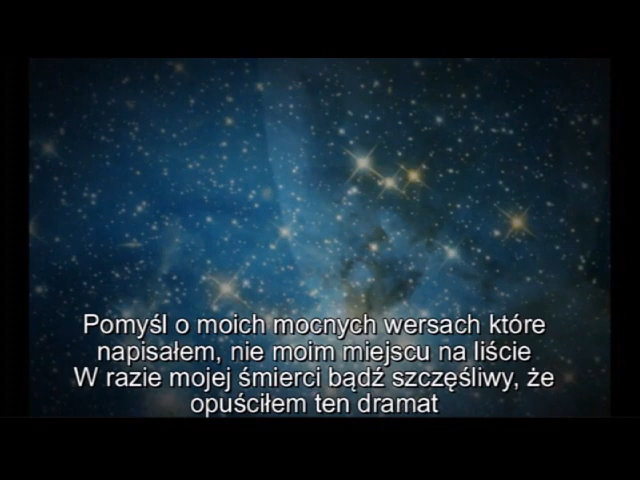 Pomyśl o moich mocnych wersach które
napisałem, nie moim miejscu na liście
W razie mojej śmierci bądź szczęśliwy, że
opuściłem ten dramat